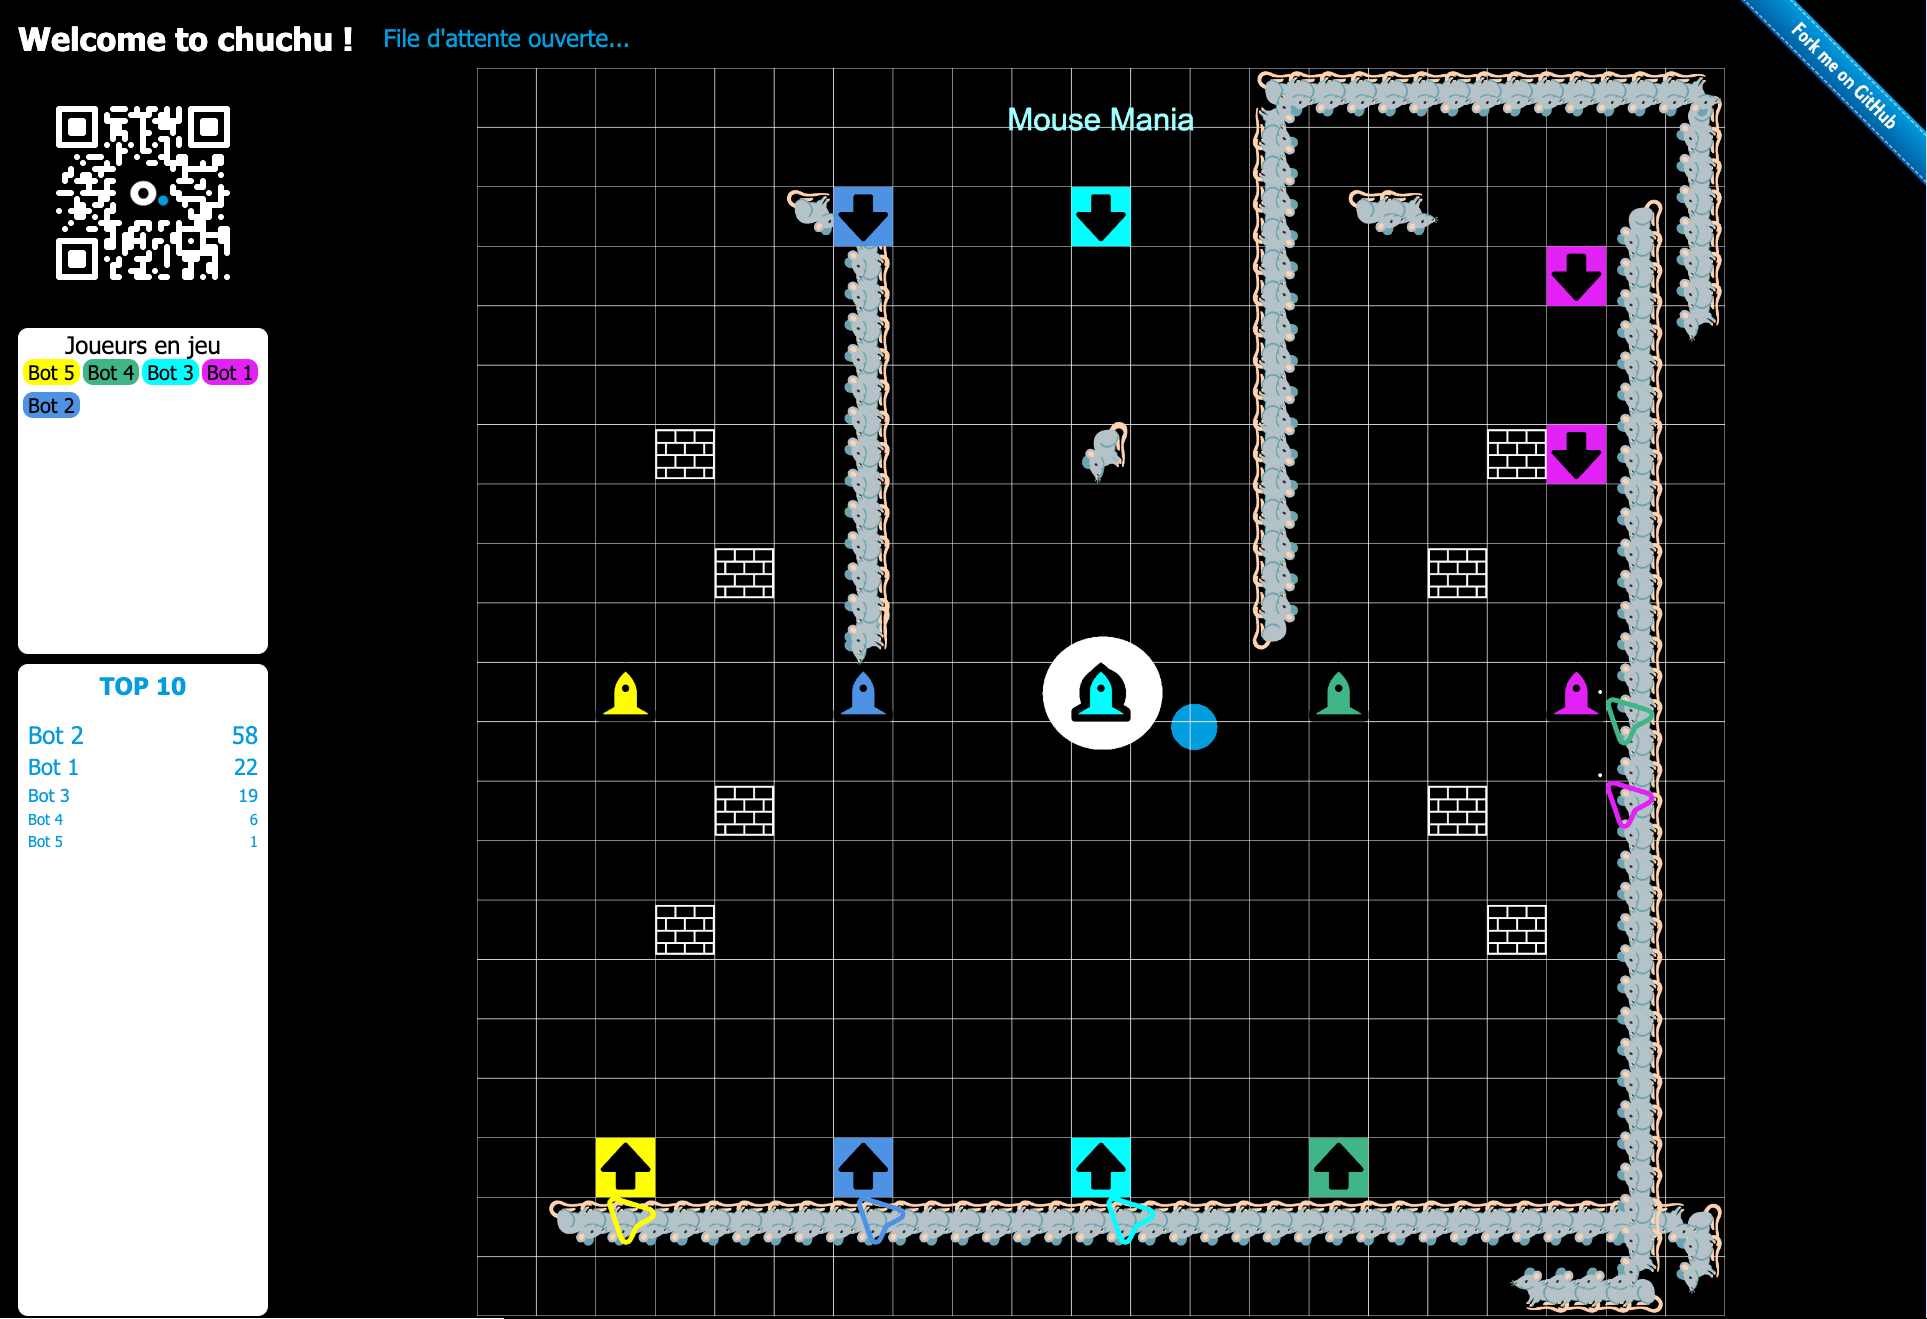 Welcome to chuchu !
File d'attente ouverte...
Fork me on GitHub
Mouse Mania
Joueurs en jeu
Bot 5 Bot 4 Bot 3 Bot 1
Bot 2
TOP 10
Bot 2 58
Bot 1 22
Bot 3 19
Bot 4 6
Bot 5 1